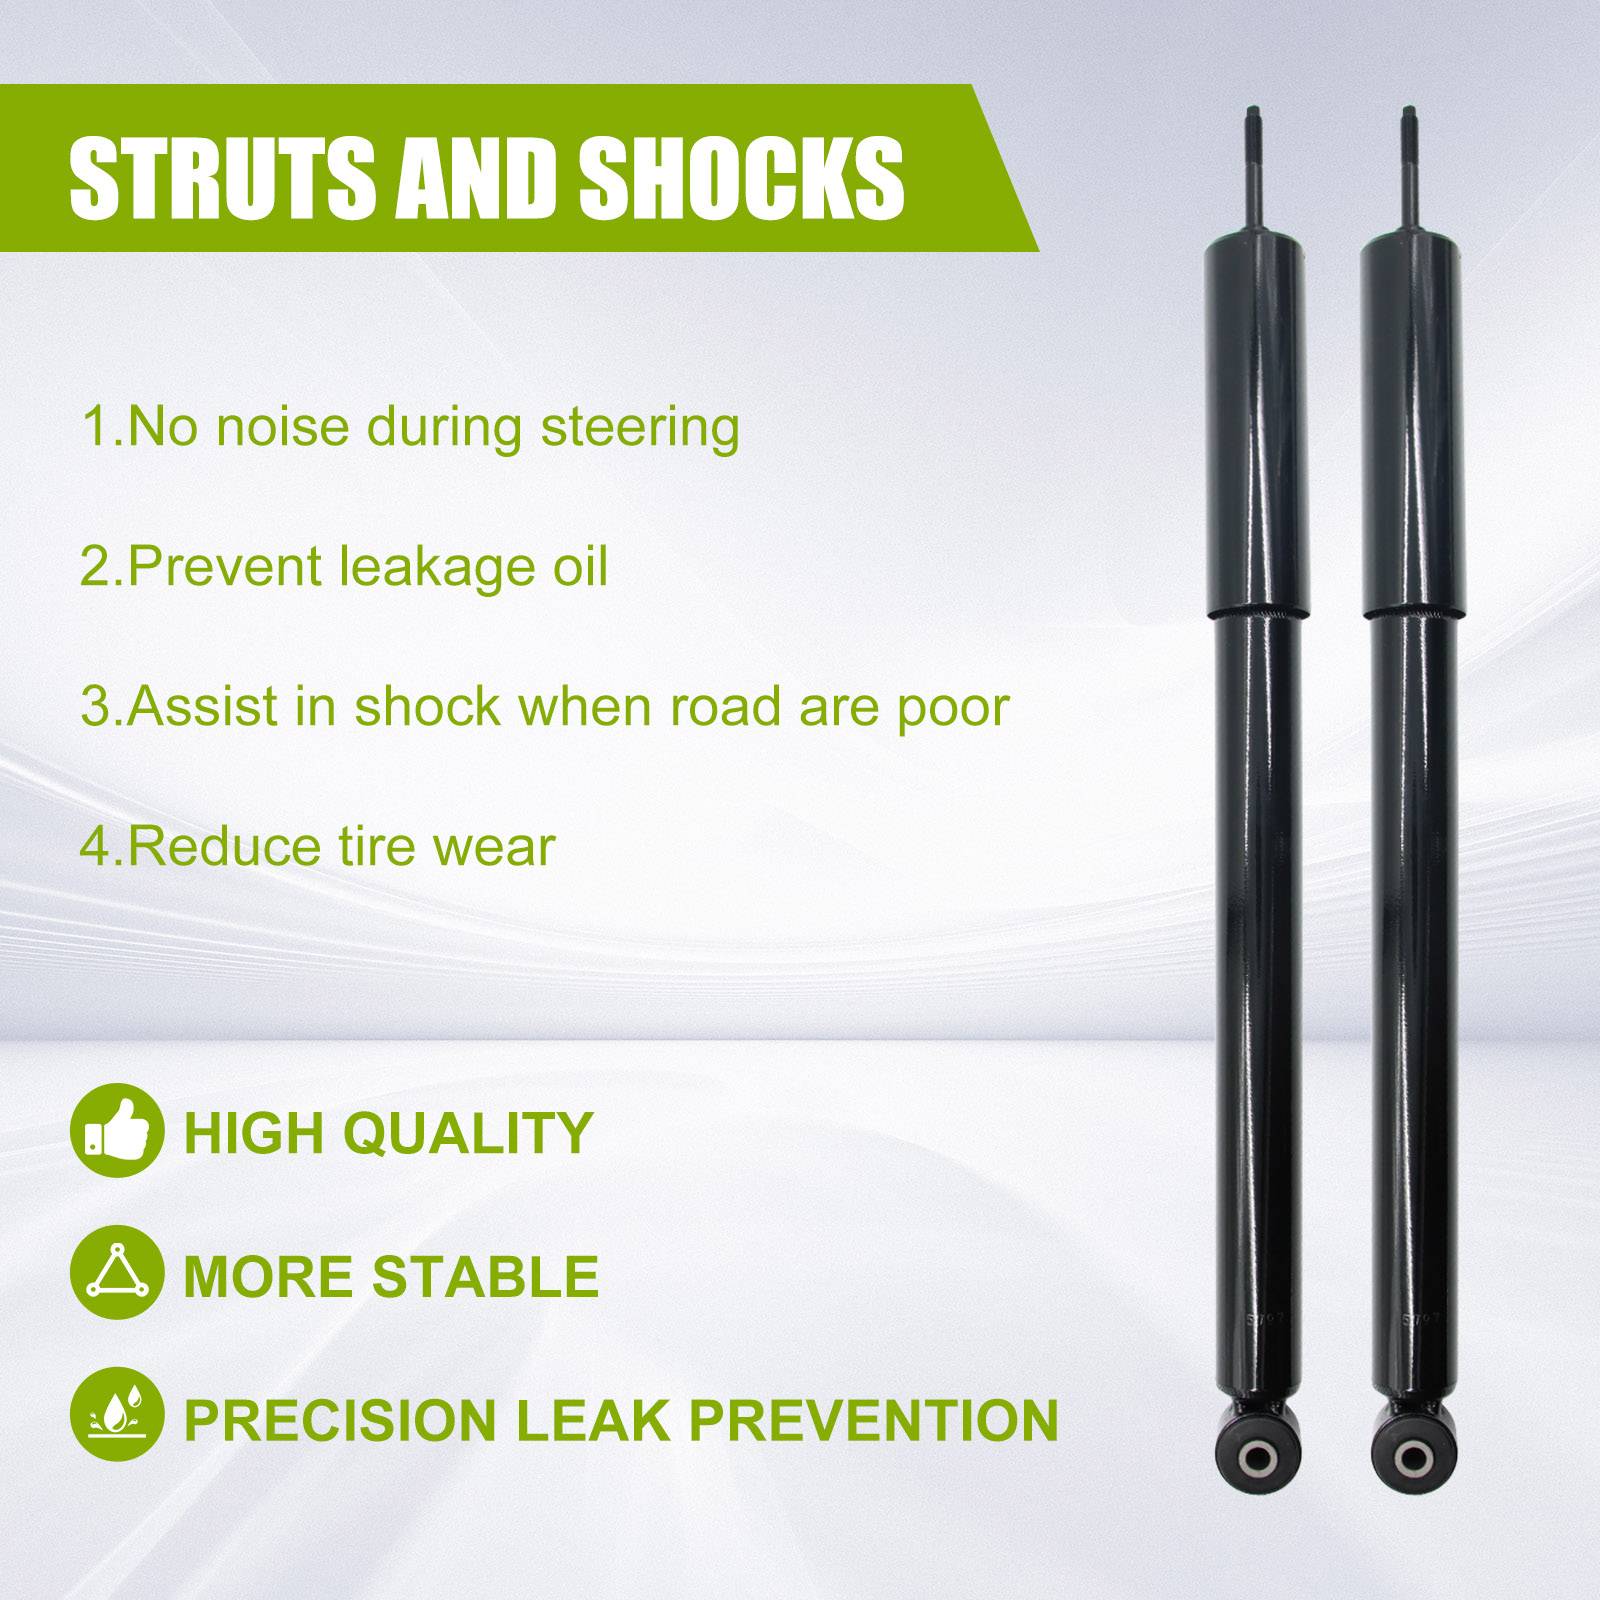 STRUTS AND SHOCKS
1.No noise during steering
2.Prevent leakage oil
3.Assist in shock when road are poor
4.Reduce tire wear
HIGH QUALITY
MORE STABLE
PRECISION LEAK PREVENTION